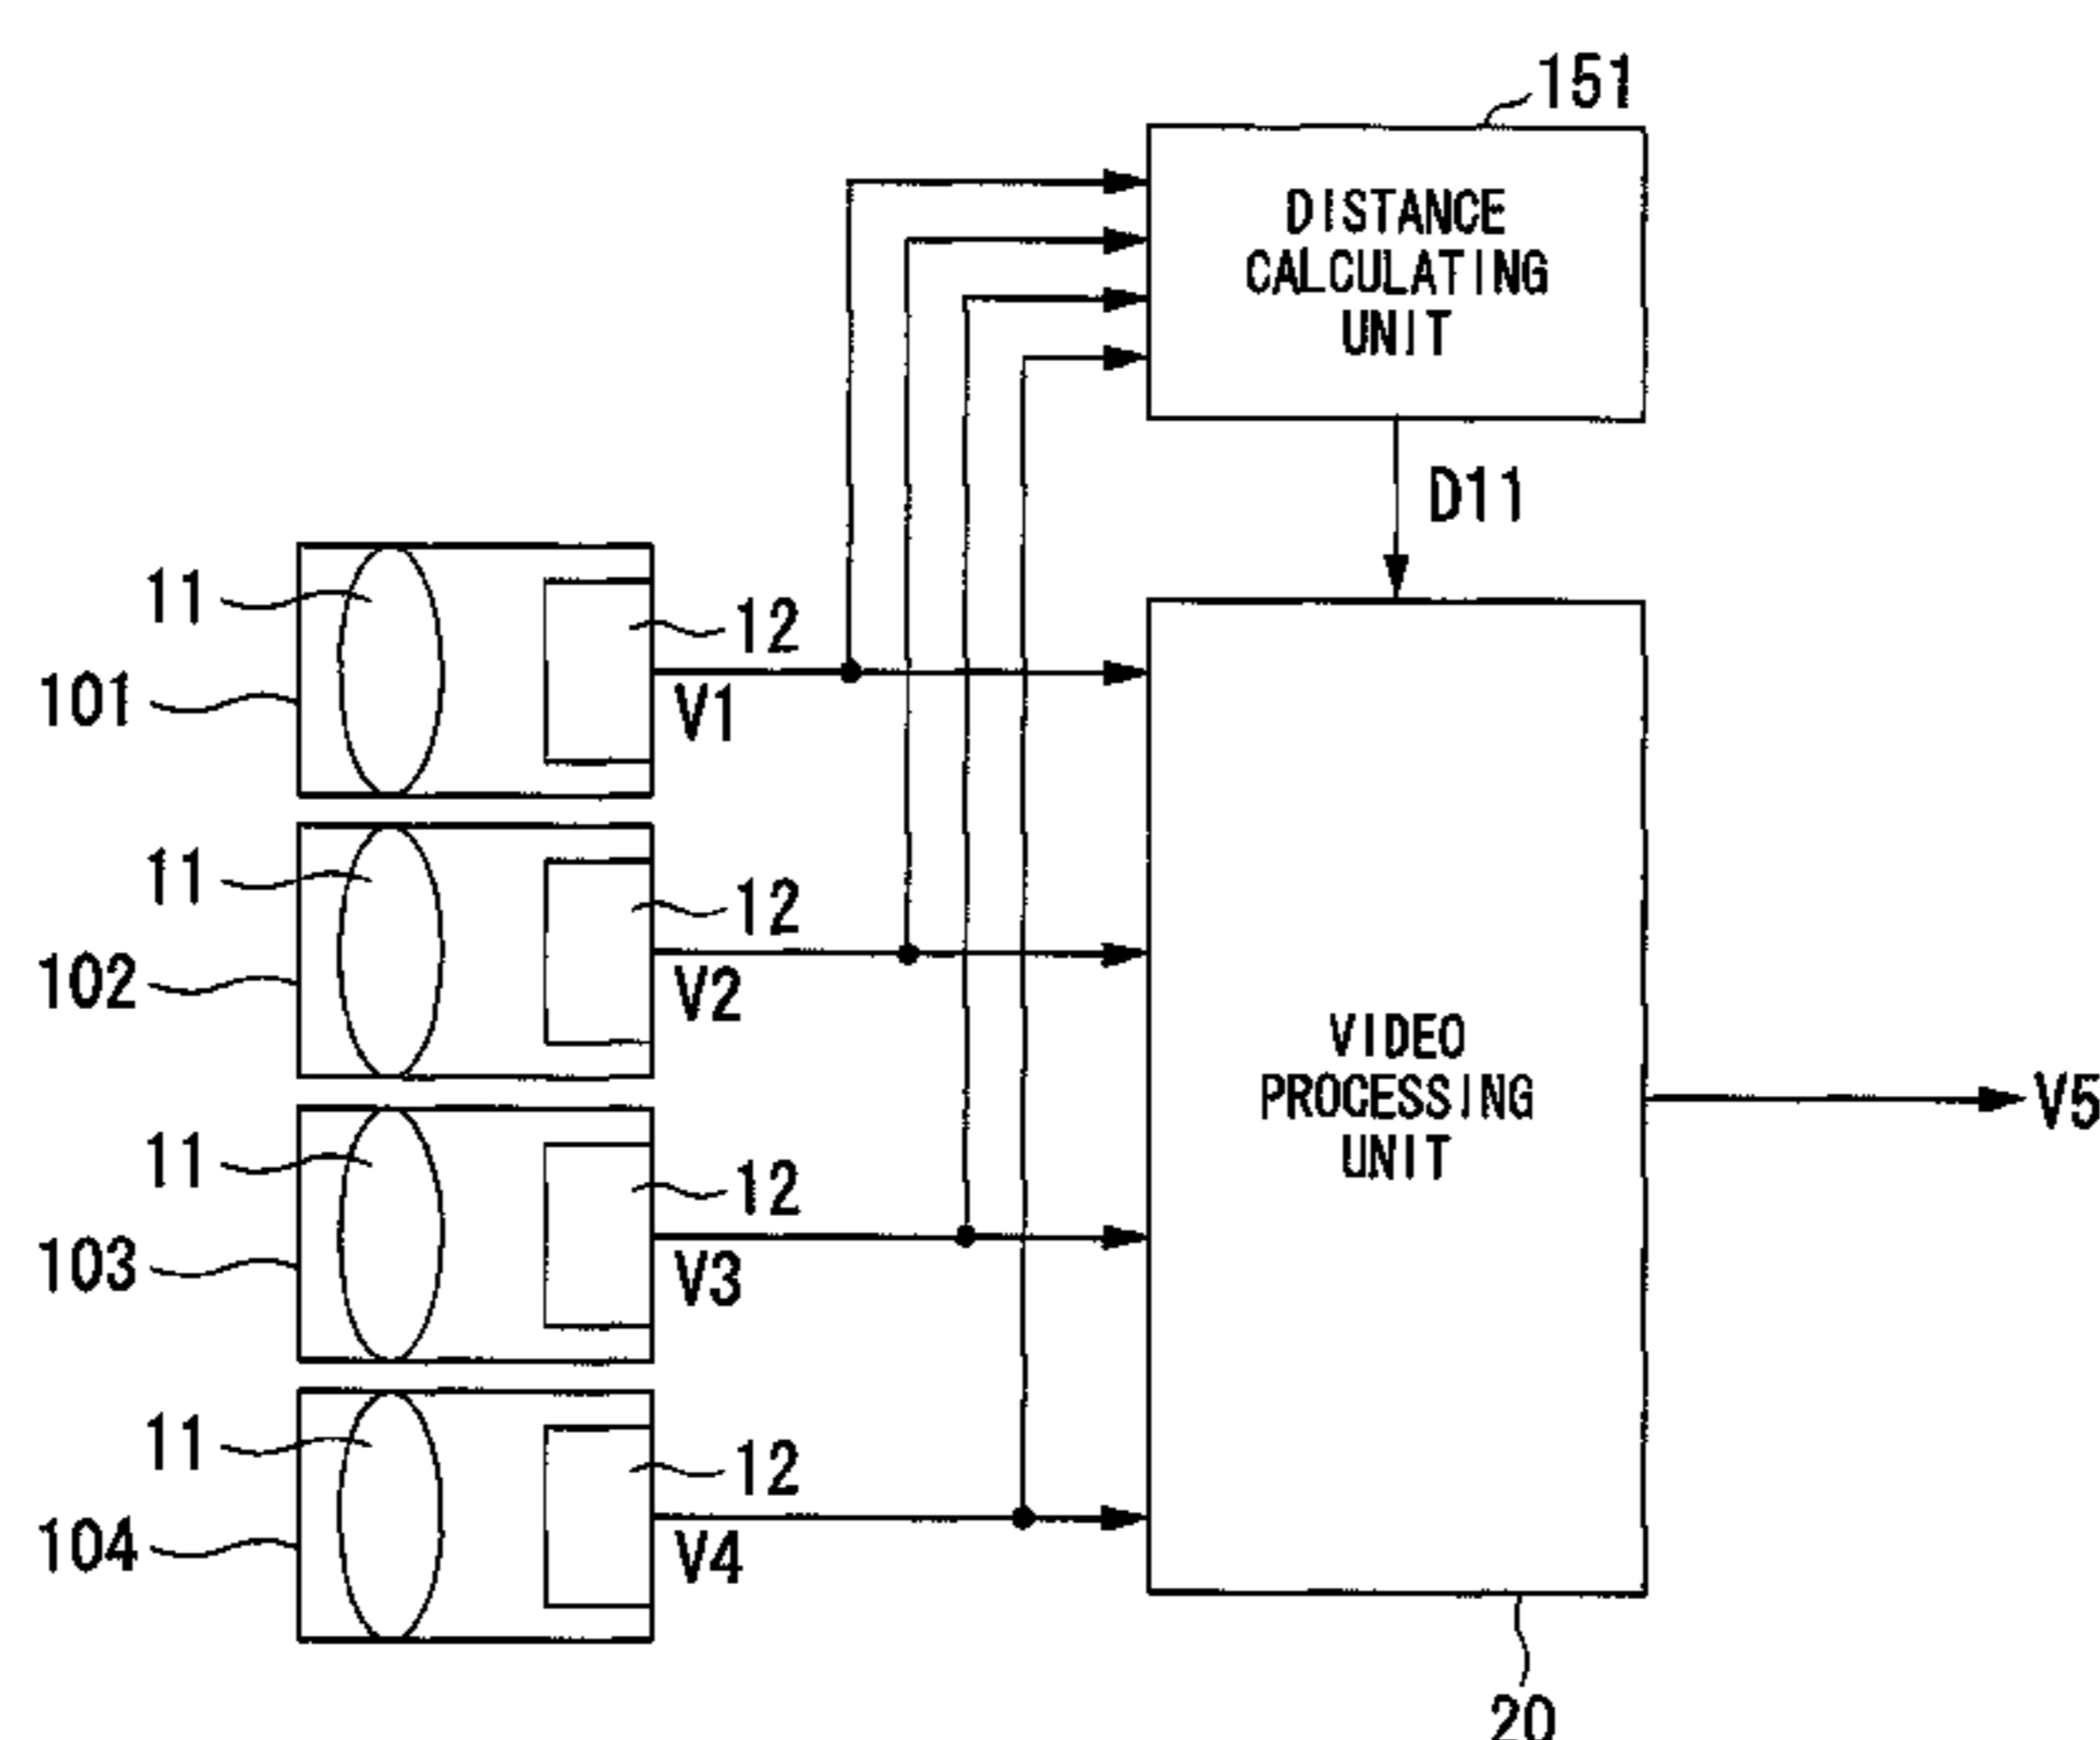 151
DISTANCE
CALCULATING
UNIT
D11
11
12
101
V1
11
12
102
V2
VIDEO
PROCESSING
UNIT
V5
11
12
103
V3
11
12
104
V4
20